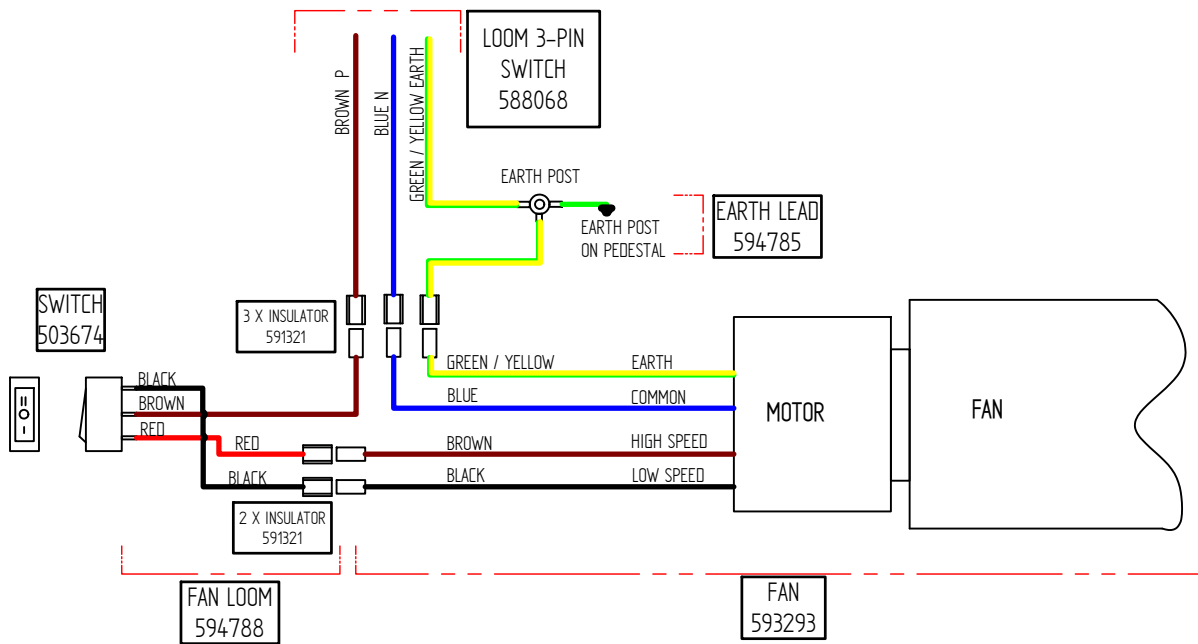 LOOM 3-PIN
SWITCH
588068
BROWN P
BLUE N
GREEN / YELLOW EARTH
EARTH POST
EARTH POST
ON PEDESTAL
EARTH LEAD
594785
SWITCH
503674
3 X INSULATOR
591321
GREEN / YELLOW
EARTH
BLUE
COMMON
BLACK
BROWN
RED
RED
BROWN
HIGH SPEED
BLACK
BLACK
LOW SPEED
MOTOR
FAN
2 X INSULATOR
591321
FAN LOOM
594788
FAN
593293